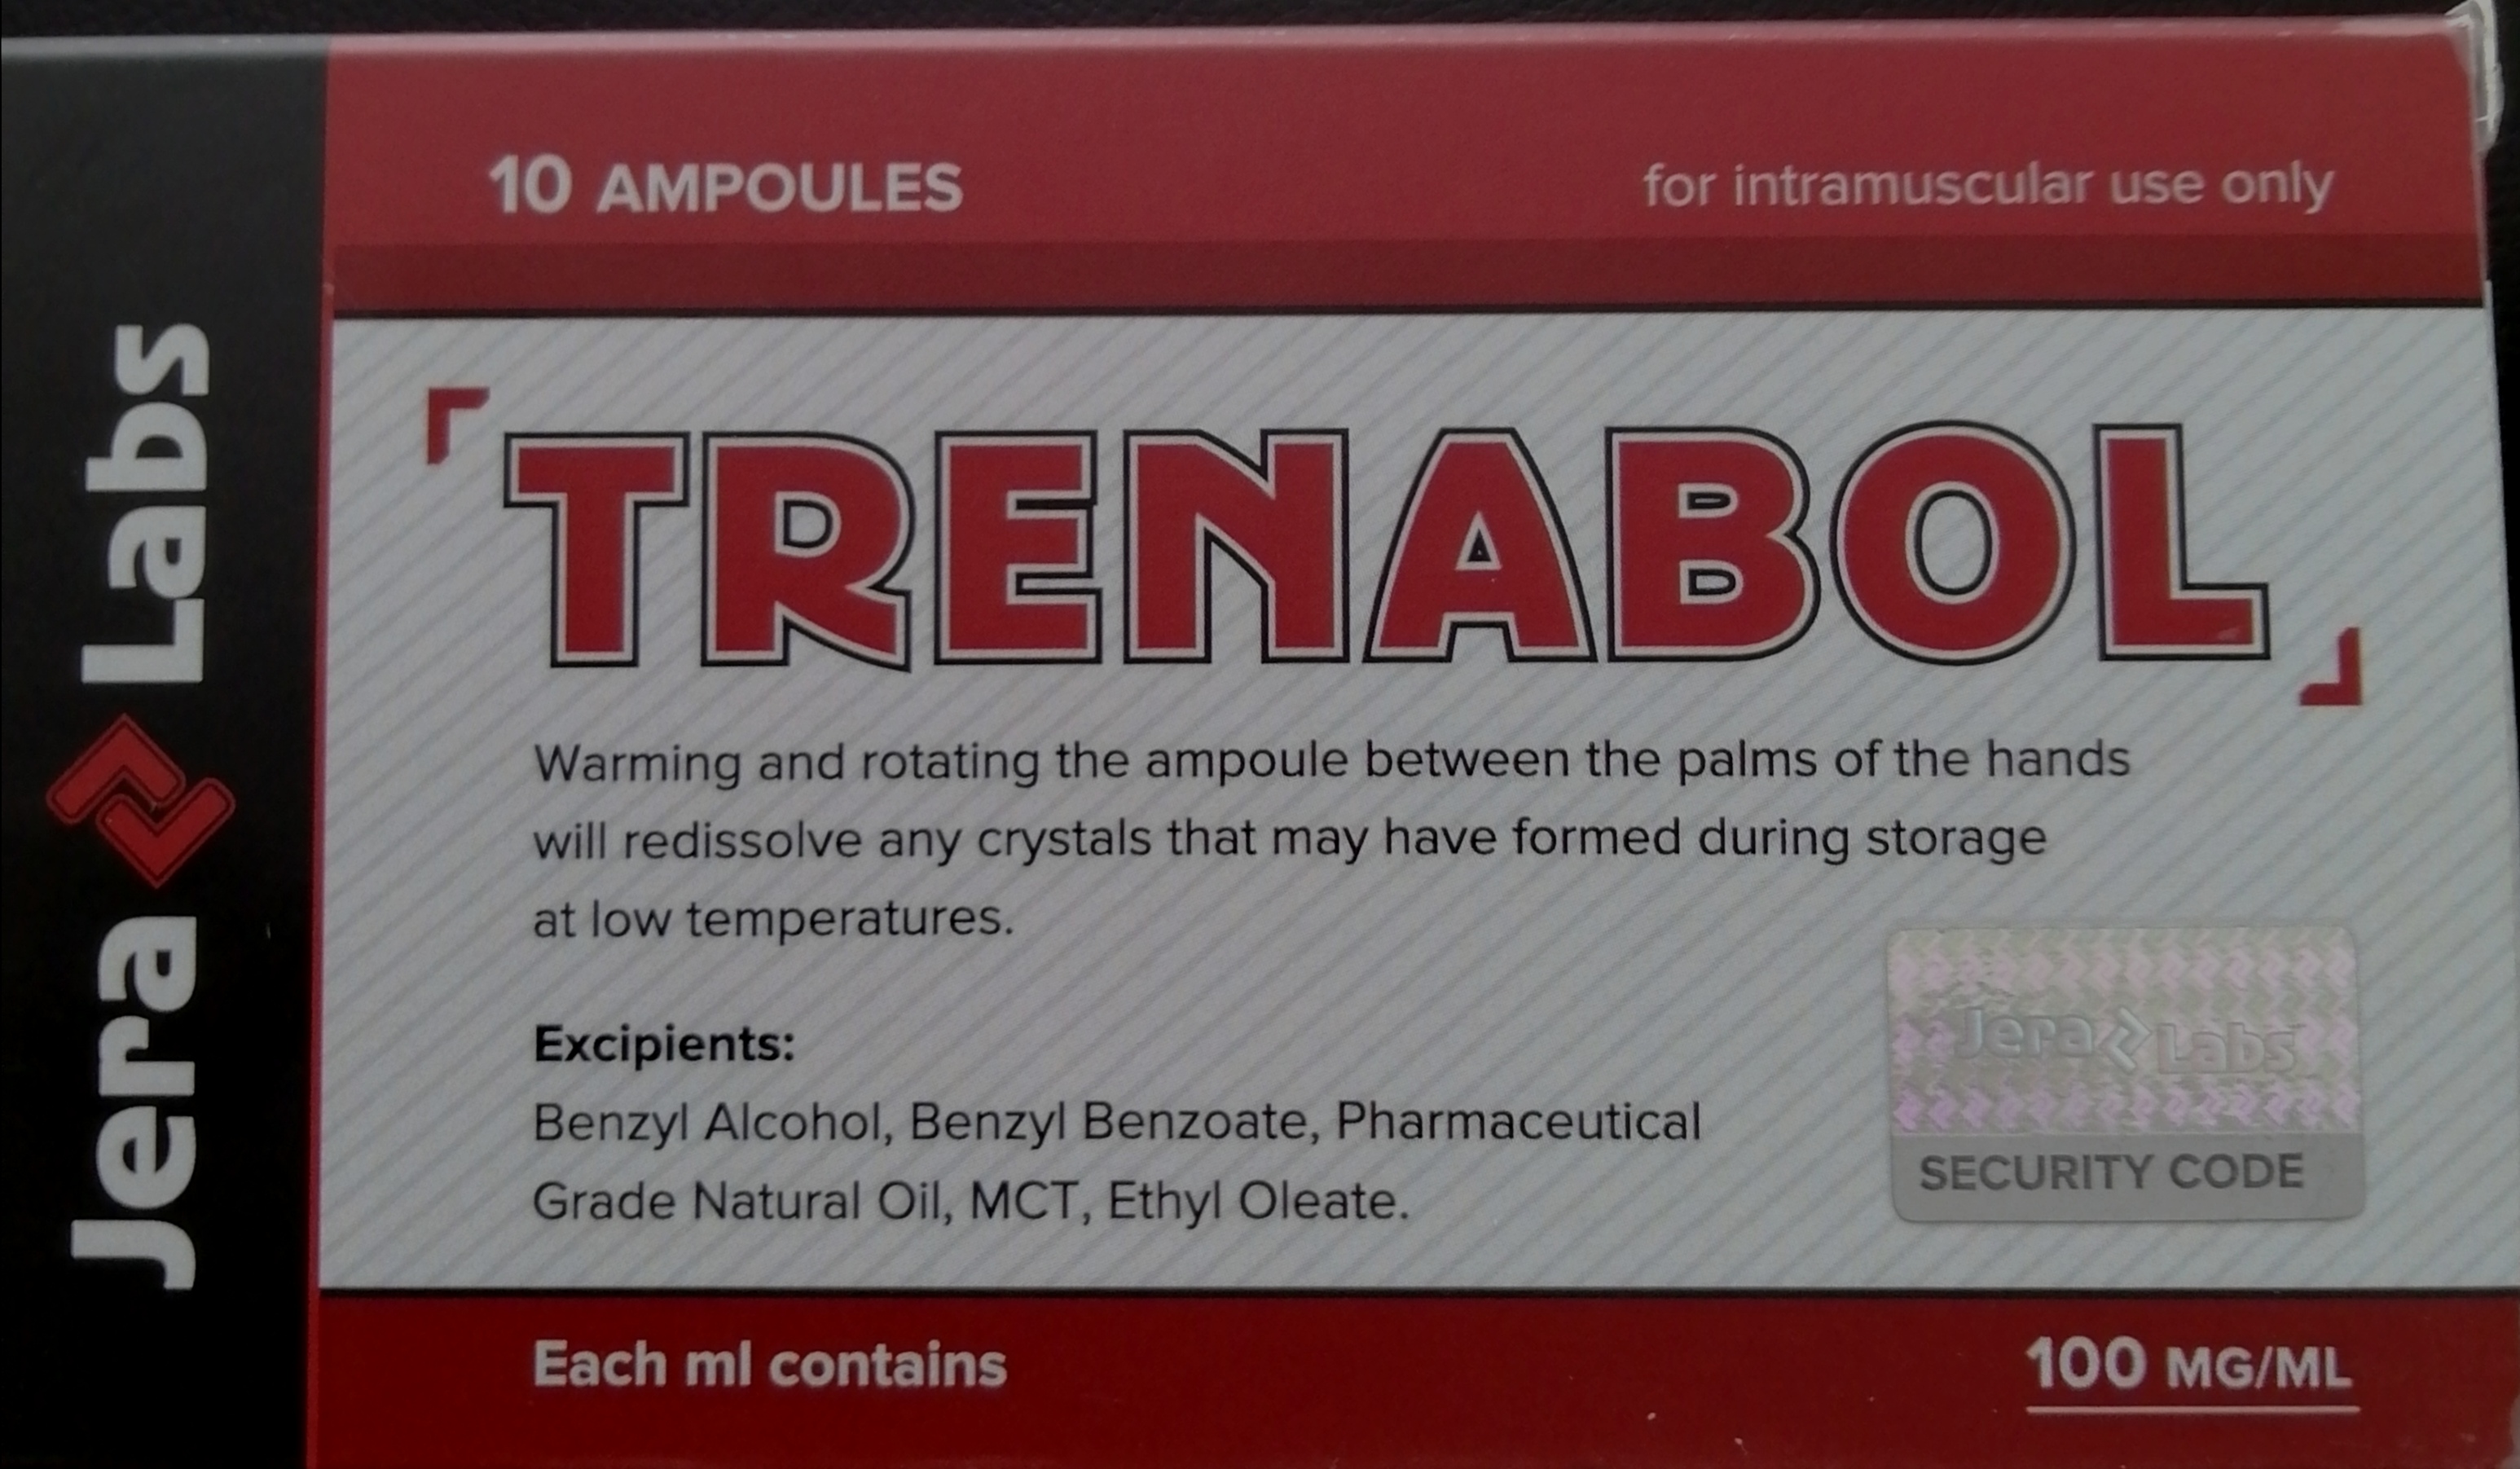 Jera Labs
10 AMPOULES
for intramuscular use only
TRENABOL
Warming and rotating the ampoule between the palms of the hands
will redissolve any crystals that may have formed during storage
at low temperatures.
Excipients:
Benzyl Alcohol, Benzyl Benzoate, Pharmaceutical
Grade Natural Oil, MCT, Ethyl Oleate.
Jera Labs
SECURITY CODE
Each ml contains
100 MG/ML